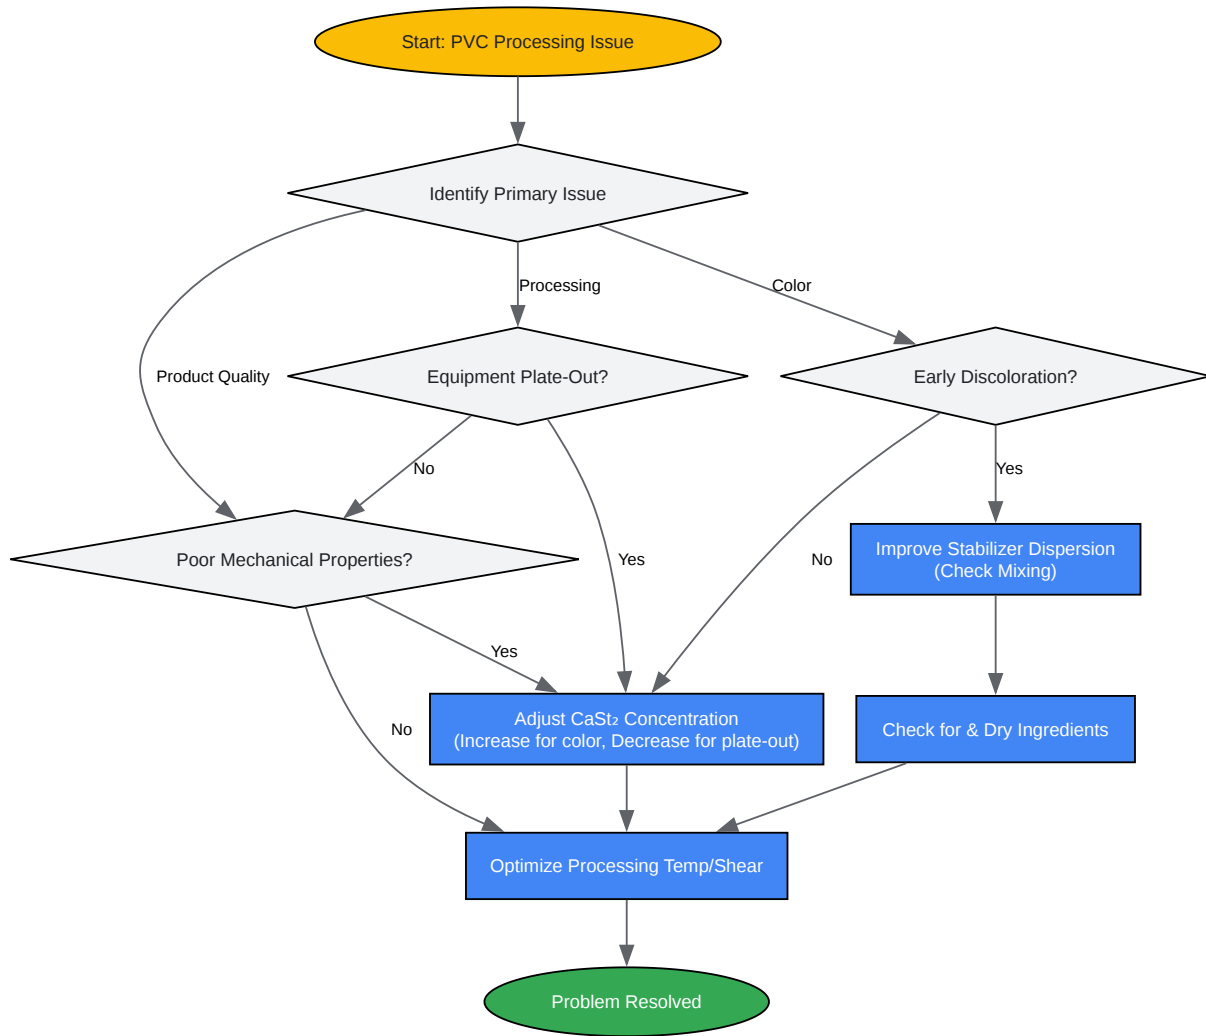 Start: PVC Processing Issue
Identify Primary Issue
Processing
Color
Product Quality
Equipment Plate-Out?
Early Discoloration?
No
Yes
Poor Mechanical Properties?
Yes
No
Improve Stabilizer Dispersion
(Check Mixing)
Yes
No
Adjust CaSt₂ Concentration
(Increase for color, Decrease for plate-out)
Check for & Dry Ingredients
Optimize Processing Temp/Shear
Problem Resolved